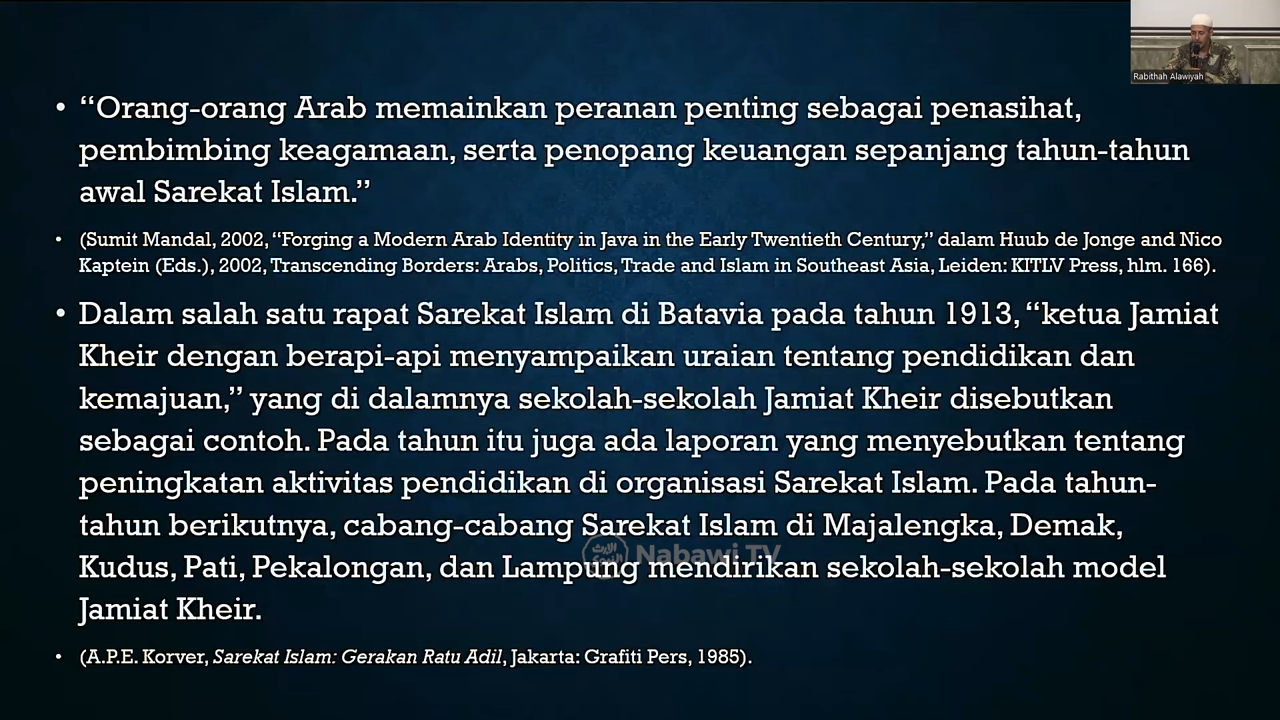 Rabithah Alawiyah
• “Orang-orang Arab memainkan peranan penting sebagai penasihat,
pembimbing keagamaan, serta penopang keuangan sepanjang tahun-tahun
awal Sarekat Islam.”
• (Sumit Mandal, 2002, “Forging a Modern Arab Identity in Java in the Early Twentieth Century,” dalam Huub de Jonge and Nico
Kaptein (Eds.), 2002, Transcending Borders: Arabs, Politics, Trade and Islam in Southeast Asia, Leiden: KITLV Press, hlm. 166).
• Dalam salah satu rapat Sarekat Islam di Batavia pada tahun 1913, “ketua Jamiat
Kheir dengan berapi-api menyampaikan uraian tentang pendidikan dan
kemajuan,” yang di dalamnya sekolah-sekolah Jamiat Kheir disebutkan
sebagai contoh. Pada tahun itu juga ada laporan yang menyebutkan tentang
peningkatan aktivitas pendidikan di organisasi Sarekat Islam. Pada tahun-
tahun berikutnya, cabang-cabang Sarekat Islam di Majalengka, Demak,
Kudus, Pati, Pekalongan, dan Lampung mendirikan sekolah-sekolah model
Jamiat Kheir.
• (A.P.E. Korver, Sarekat Islam: Gerakan Ratu Adil, Jakarta: Grafiti Pers, 1985).
Nabawi TV